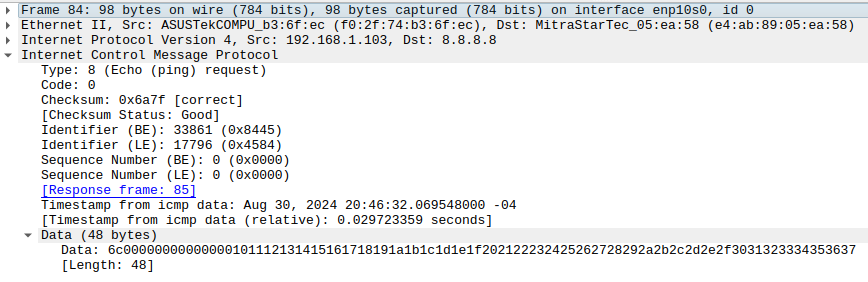 Frame 84: 98 bytes on wire (784 bits), 98 bytes captured (784 bits) on interface enp10s0, id 0
Ethernet II, Src: ASUSTekCOMPU_b3:6f:ec (f0:2f:74:b3:6f:ec), Dst: MitraStarTec_05:ea:58 (e4:ab:89:05:ea:58)
Internet Protocol Version 4, Src: 192.168.1.103, Dst: 8.8.8.8
Internet Control Message Protocol
Type: 8 (Echo (ping) request)
Code: 0
Checksum: 0x6a7f [correct]
[Checksum Status: Good]
Identifier (BE): 33861 (0x8445)
Identifier (LE): 17796 (0x4584)
Sequence Number (BE): 0 (0x0000)
Sequence Number (LE): 0 (0x0000)
[Response frame: 85]
Timestamp from icmp data: Aug 30, 2024 20:46:32.069548000 -04
[Timestamp from icmp data (relative): 0.029723359 seconds]
Data (48 bytes)
Data: 6c00000000000000101112131415161718191a1b1c1d1e1f202122232425262728292a2b2c2d2e2f3031323334353637
[Length: 48]